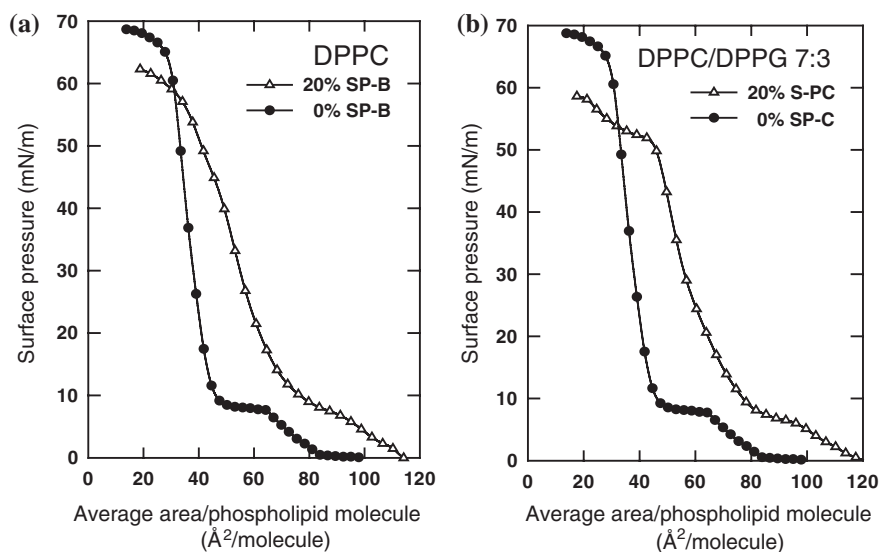 (a)
DPPC
20% SP-B
0% SP-B
Surface pressure (mN/m)
70
60
50
40
30
20
10
0
0 20 40 60 80 100 120
Average area/phospholipid molecule
(Å²/molecule)
(b)
DPPC/DPPG 7:3
20% S-PC
0% SP-C
Surface pressure (mN/m)
70
60
50
40
30
20
10
0
0 20 40 60 80 100 120
Average area/phospholipid molecule
(Å²/molecule)